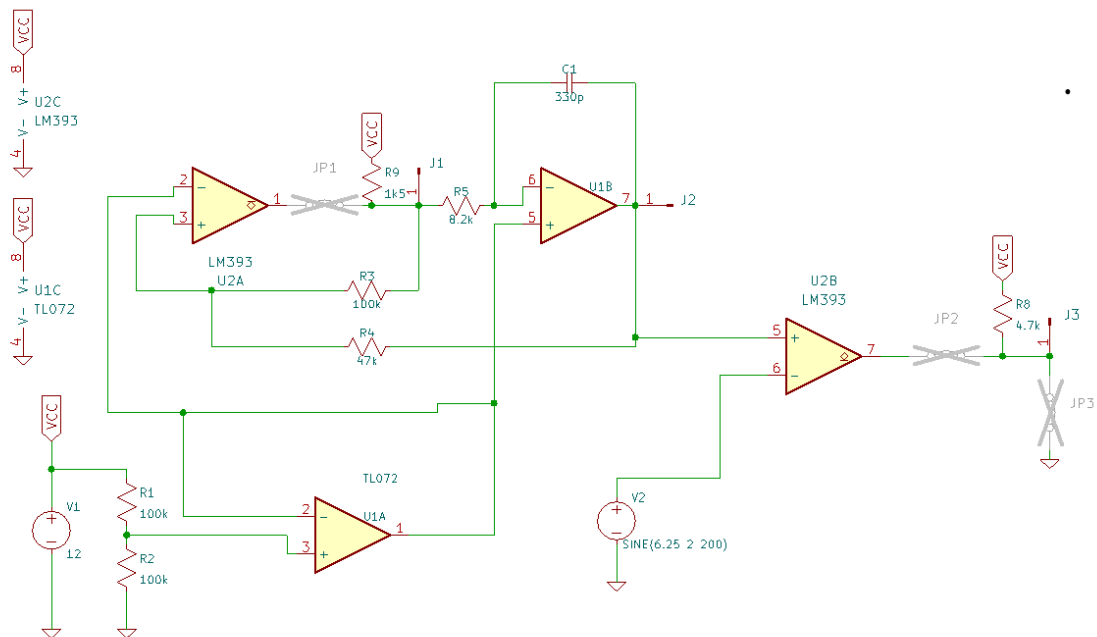 VCC
8
V+
U2C
LM393
V-
4
VCC
8
V+
U1C
TL072
V-
4
2
3
1
LM393
U2A
JP1
VCC
R9
1k5
J1
1
R5
8.2k
C1
330p
6
5
U1B
7
1
J2
R3
100k
R4
47k
U2B
LM393
5
6
7
JP2
VCC
R8
4.7k
J3
1
JP3
VCC
V1
12
R1
100k
R2
100k
TL072
2
3
U1A
1
V2
SINE(6.25 2 200)